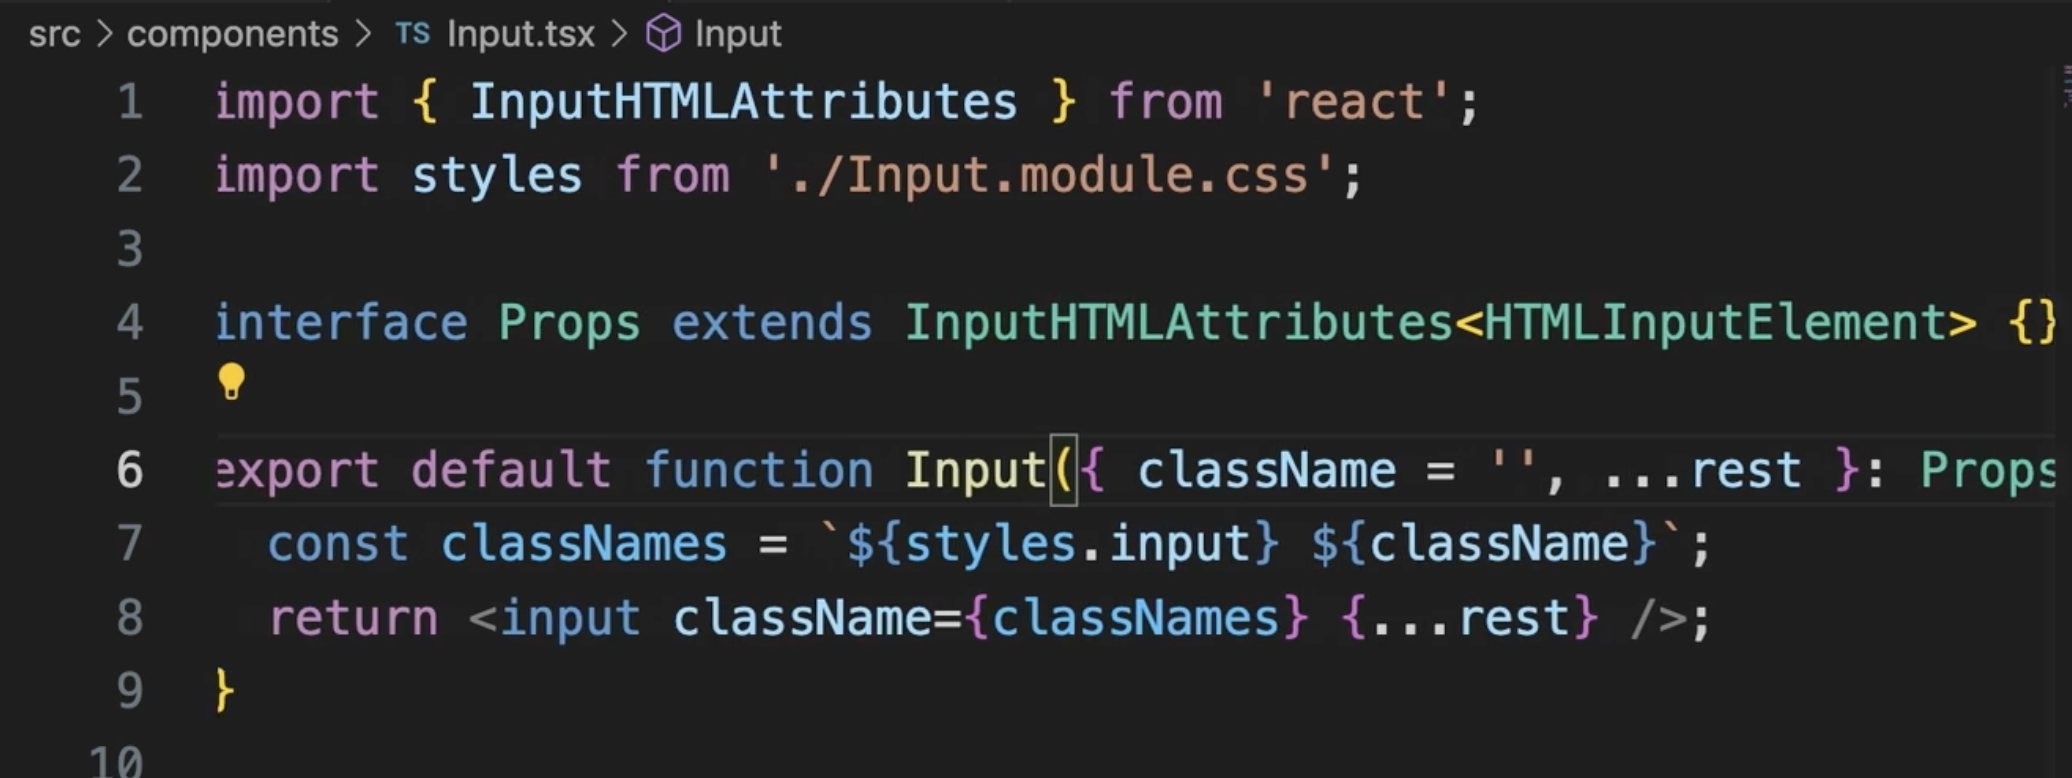 src > components > TS Input.tsx > Input
1 import { InputHTMLAttributes } from 'react';
2 import styles from './Input.module.css';
3
4 interface Props extends InputHTMLAttributes<HTMLInputElement> {}
5
6 export default function Input({ className = '', ...rest }: Props
7 const classNames = `${styles.input} ${className}`;
8 return <input className={classNames} {...rest} />;
9 }
10